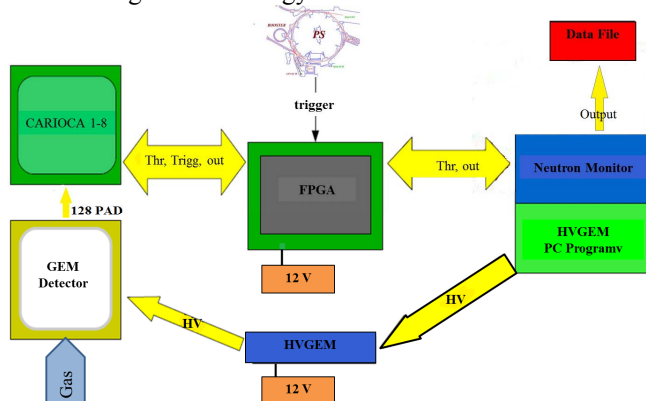 PS
trigger
Data File
Output
CARIOCA 1-8
Thr, Trigg, out
FPGA
Thr, out
Neutron Monitor
HVGEM
PC Programv
128 PAD
GEM
Detector
12 V
HV
HV
HVGEM
12 V
Gas